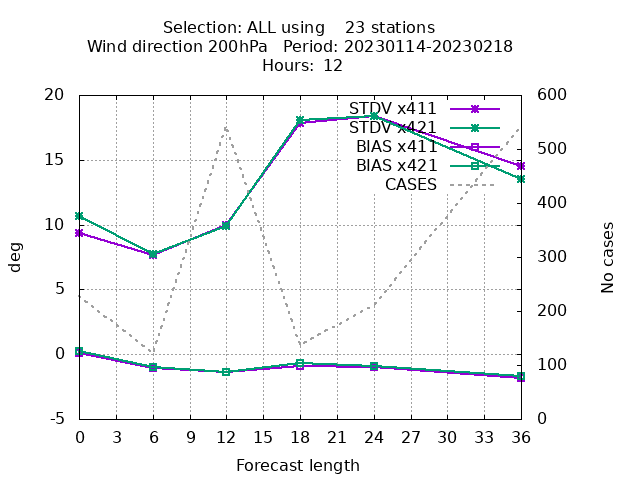 Selection: ALL using    23 stations
Wind direction 200hPa   Period: 20230114-20230218
Hours:  12
20
15
10
5
0
-5
deg
600
500
400
300
200
100
0
No cases
STDV x411
STDV x421
BIAS x411
BIAS x421
CASES
0 3 6 9 12 15 18 21 24 27 30 33 36
Forecast length